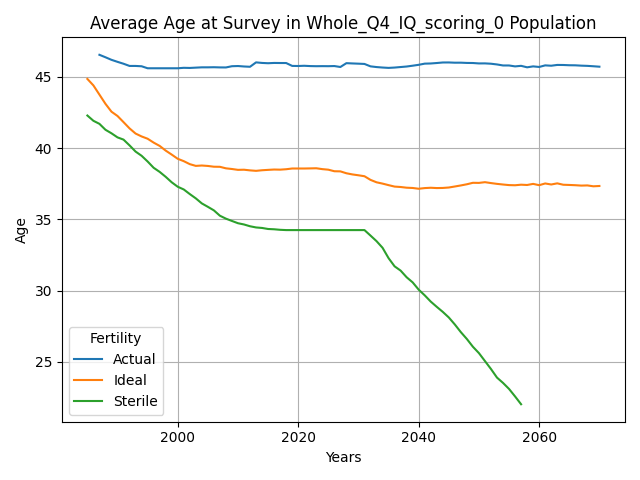 Average Age at Survey in Whole_Q4_IQ_scoring_0 Population
Age
45
40
35
30
25
Fertility
Actual
Ideal
Sterile
2000
2020
2040
2060
Years